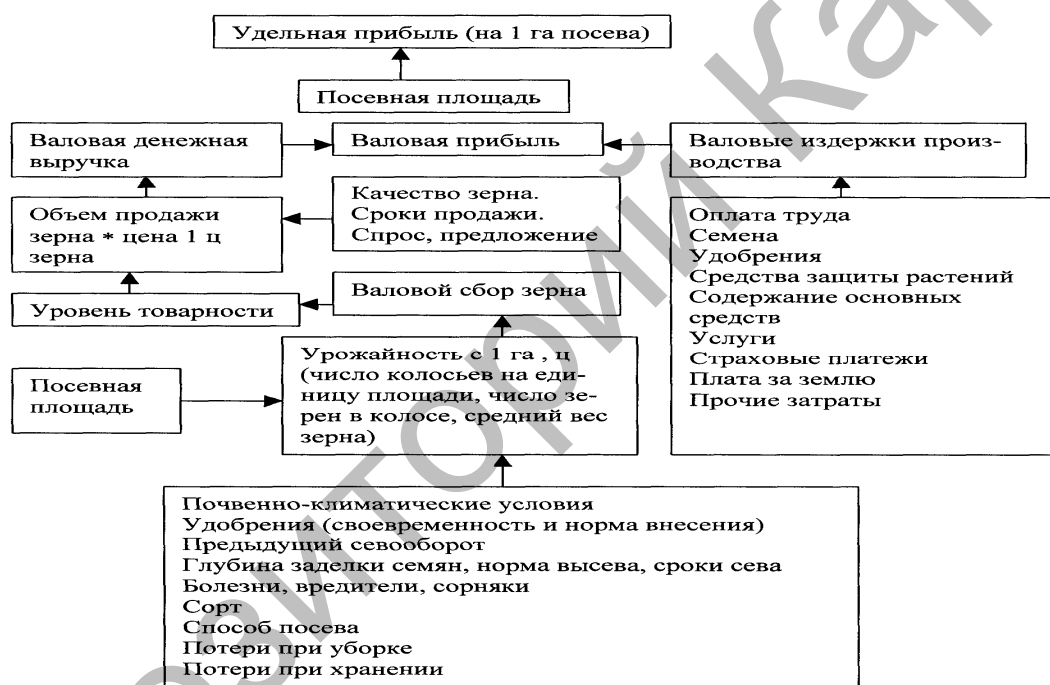 Удельная прибыль (на 1 га посева)
Посевная площадь
Валовая денежная
выручка
Валовая прибыль
Валовые издержки произ-
водства
Объем продажи
зерна * цена 1 ц
зерна
Качество зерна.
Сроки продажи.
Спрос, предложение
Оплата труда
Семена
Удобрения
Средства защиты растений
Содержание основных
средств
Услуги
Страховые платежи
Плата за землю
Прочие затраты
Уровень товарности
Валовой сбор зерна
Посевная
площадь
Урожайность с 1 га , ц
(число колосьев на еди-
ницу площади, число зе-
рен в колосе, средний вес
зерна)
Почвенно-климатические условия
Удобрения (своевременность и норма внесения)
Предыдущий севооборот
Глубина заделки семян, норма высева, сроки сева
Болезни, вредители, сорняки
Сорт
Способ посева
Потери при уборке
Потери при хранении